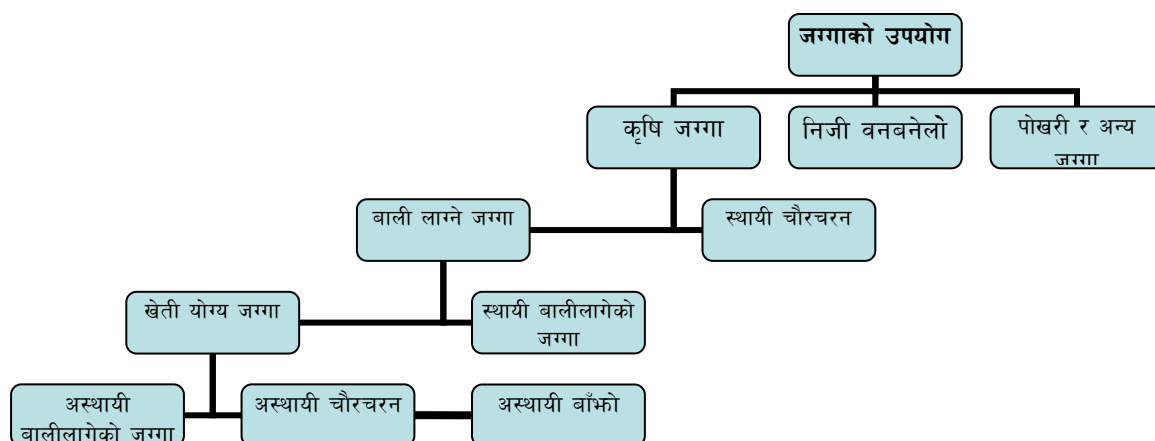 जग्गाको उपयोग
कृषि जग्गा
निजी वनबनेलो
पोखरी र अन्य
जग्गा
बाली लाग्ने जग्गा
स्थायी चौरचरन
खेती योग्य जग्गा
स्थायी बालीलागेको
जग्गा
अस्थायी
बालीलागेको जग्गा
अस्थायी चौरचरन
अस्थायी बाँझो